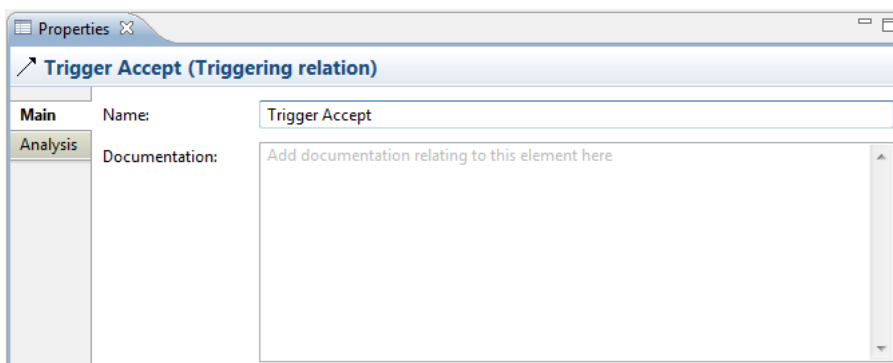 Properties
Trigger Accept (Triggering relation)
Main
Name:
Trigger Accept
Analysis
Documentation:
Add documentation relating to this element here